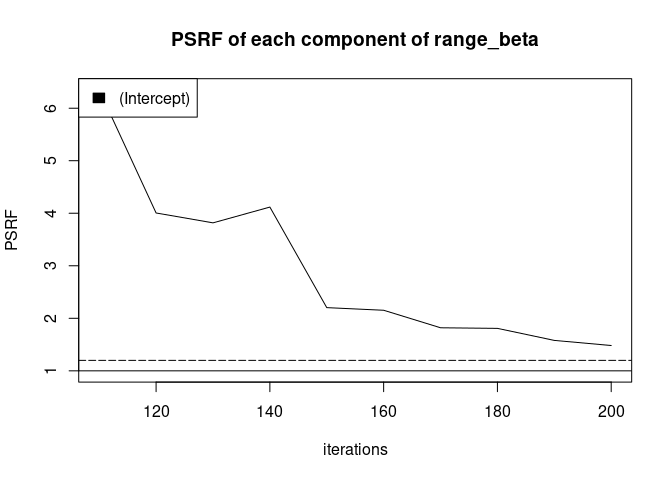 PSRF of each component of range_beta
(Intercept)
PSRF
6
5
4
3
2
1
120 140 160 180 200
iterations